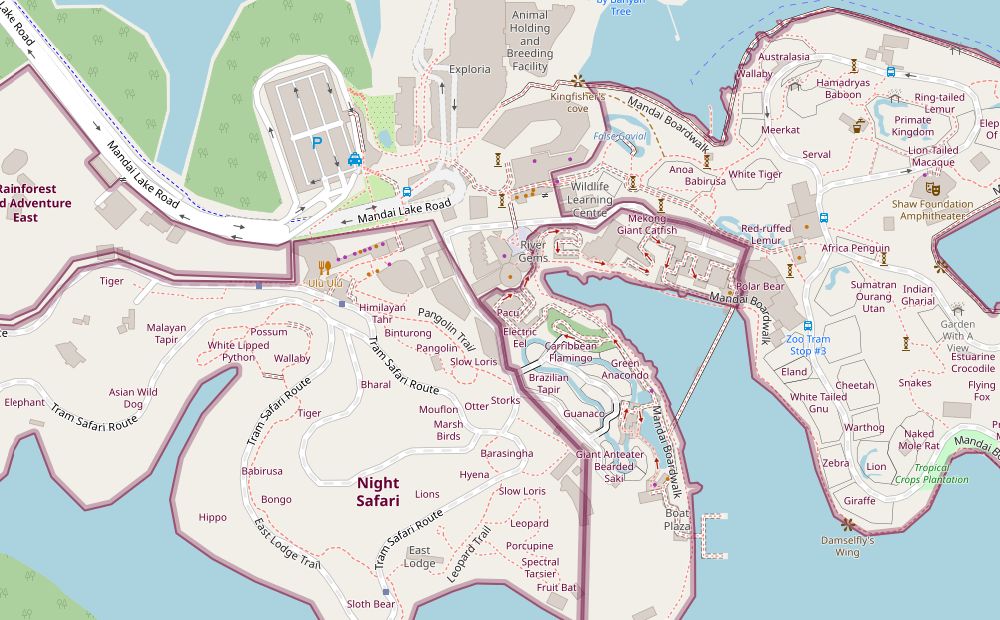 by Banyan
Tree
Lake Road
Animal
Holding
and
Breeding
Facility
Exploria
Australasia
Wallaby
Hamadryas
Baboon
Kingfisher's
cove
Mandai Boardwalk
Ring-tailed
Lemur
False Gavial
Primate
Kingdom
Meerkat
P
Serval
Lion-Tailed
Macaque
Mandai Lake Road
Anoa
Babirusa
White Tiger
Rainforest
d Adventure
East
Wildlife
Learning
Centre
Shaw Foundation
Amphitheatre
Mandai Lake Road
Mekong
Giant Catfish
Red-ruffed
Lemur
River
Gems
Africa Penguin
Tiger
Ulu Ulu
Polar Bear
Sumatran
Orang
Utan
Indian
Gharial
Mandai Boardwalk
Himilayan
Tahr
Pacu
Pangolin Trail
Garden
With A
View
Malayan
Tapir
Possum
Binturong
Electric
Eel
Zoo Tram
Stop #3
White Lipped
Python
Wallaby
Pangolin
Slow Loris
Carribbean
Flamingo
Estuarine
Crocodile
Tram Safari Route
Green
Anacondo
Eland
Asian Wild
Dog
Bharal
Brazilian
Tapir
Cheetah
Snakes
Flying
Fox
Elephant
Tram Safari Route
Tiger
Mouflon
Otter
Storks
White Tailed
Gnu
Tram Safari Route
Marsh
Birds
Guanaco
Warthog
Naked
Mole Rat
Mandai Boardwalk
Barasingha
Giant Anteater
Bearded
Saki
Babirusa
Hyena
Zebra
Lion
Tropical
Crops Plantation
Night
Safari
Bongo
Lions
Slow Loris
Giraffe
Hippo
Boat
Plaza
East Lodge Trail
Tram Safari Route
Leopard
Damselfly's
Wing
East
Lodge
Leopard Trail
Porcupine
Spectral
Tarsier
Fruit Bat
Sloth Bear